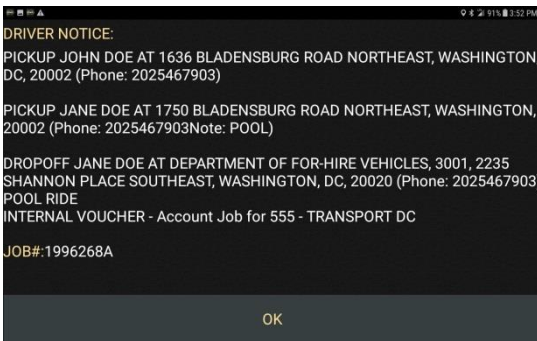 91% 3:52 PM
DRIVER NOTICE:
PICKUP JOHN DOE AT 1636 BLADENSBURG ROAD NORTHEAST, WASHINGTON
DC, 20002 (Phone: 2025467903)
PICKUP JANE DOE AT 1750 BLADENSBURG ROAD NORTHEAST, WASHINGTON,
20002 (Phone: 2025467903Note: POOL)
DROPOFF JANE DOE AT DEPARTMENT OF FOR-HIRE VEHICLES, 3001, 2235
SHANNON PLACE SOUTHEAST, WASHINGTON, DC, 20020 (Phone: 2025467903
POOL RIDE
INTERNAL VOUCHER - Account Job for 555 - TRANSPORT DC
JOB#:1996268A
OK